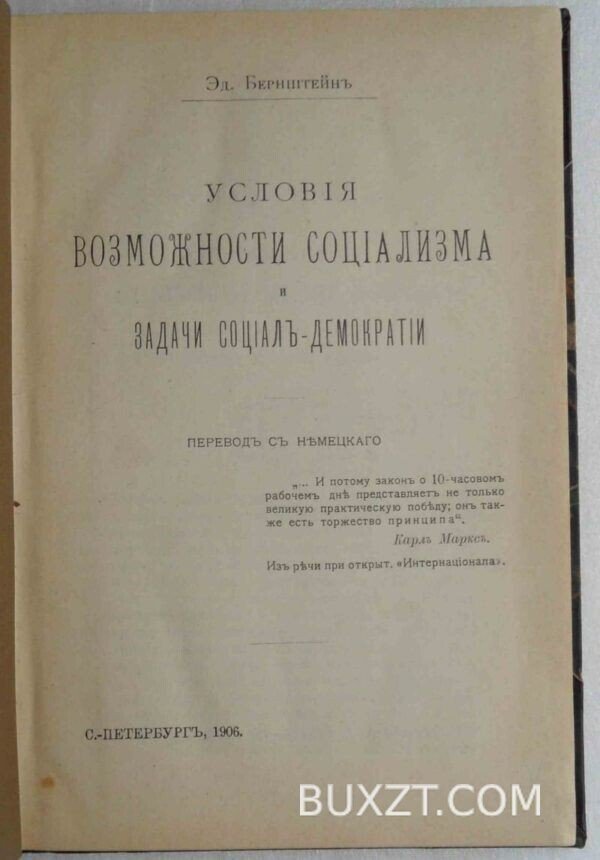 Эд. Бернштейнъ
УСЛОВІЯ
ВОЗМОЖНОСТИ СОЦІАЛИЗМА
и
ЗАДАЧИ СОЦІАЛЪ-ДЕМОКРАТІИ
ПЕРЕВОДЪ СЪ НѢМЕЦКАГО
„... И потому законъ о 10-часовомъ
рабочемъ днѣ представляетъ не только
великую практическую побѣду; онъ так-
же есть торжество принципа“.
Карлъ Марксъ.
Изъ рѣчи при открыт. «Интернаціонала».
С.-ПЕТЕРБУРГЪ, 1906.
BUXZT.COM